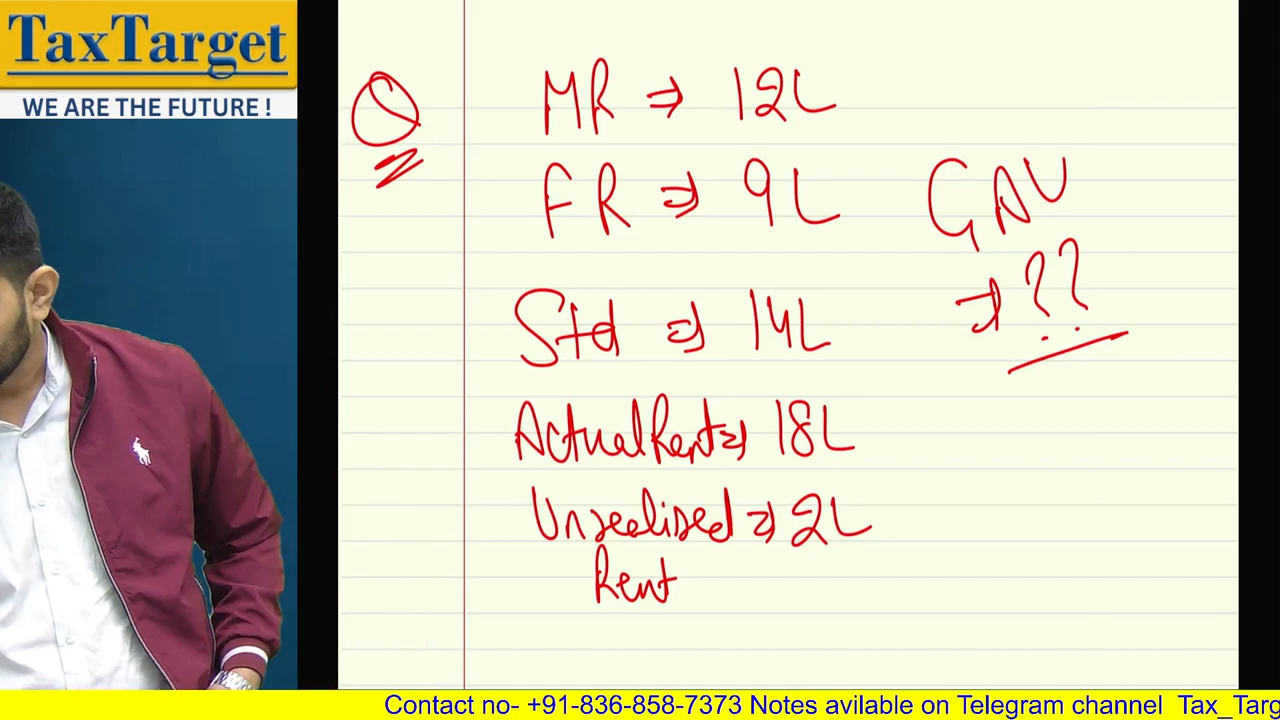 TaxTarget
WE ARE THE FUTURE !
Q
MR ⇒ 12L
FR ⇒ 9L
GAV
⇒ ??
Std ⇒ 14L
Actual Rent ⇒ 18L
Unrealised ⇒ 2L
Rent
Contact no- +91-836-858-7373 Notes avilable on Telegram channel Tax_Targ